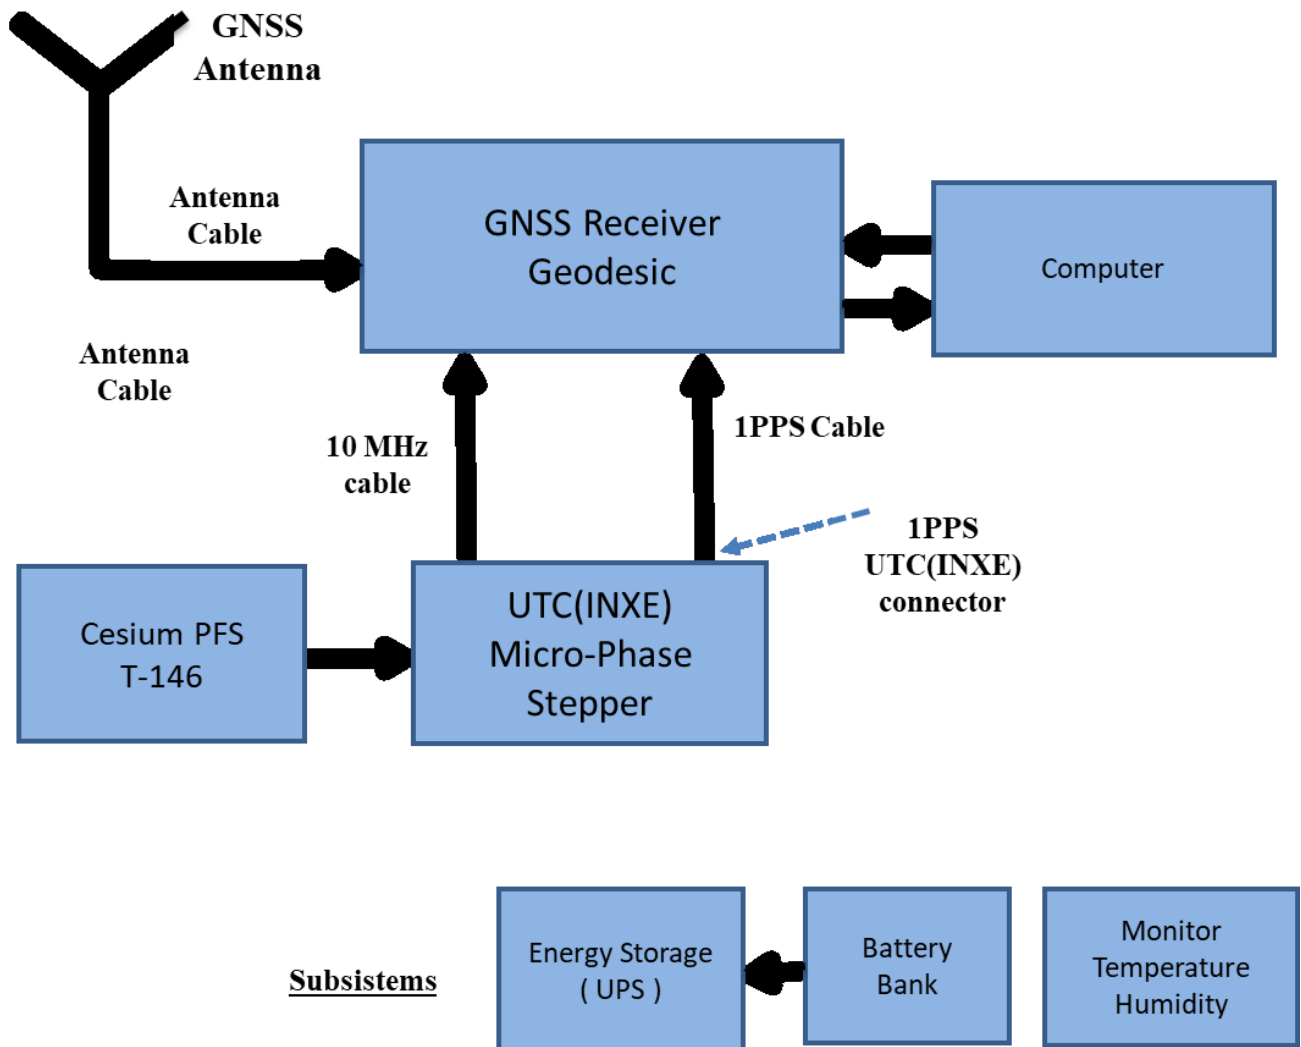 GNSS
Antenna
Antenna
Cable
GNSS Receiver
Geodesic
Computer
Antenna
Cable
10 MHz
cable
1PPS Cable
1PPS
UTC(INXE)
connector
Cesium PFS
T-146
UTC(INXE)
Micro-Phase
Stepper
Subsistems
Energy Storage
( UPS )
Battery
Bank
Monitor
Temperature
Humidity